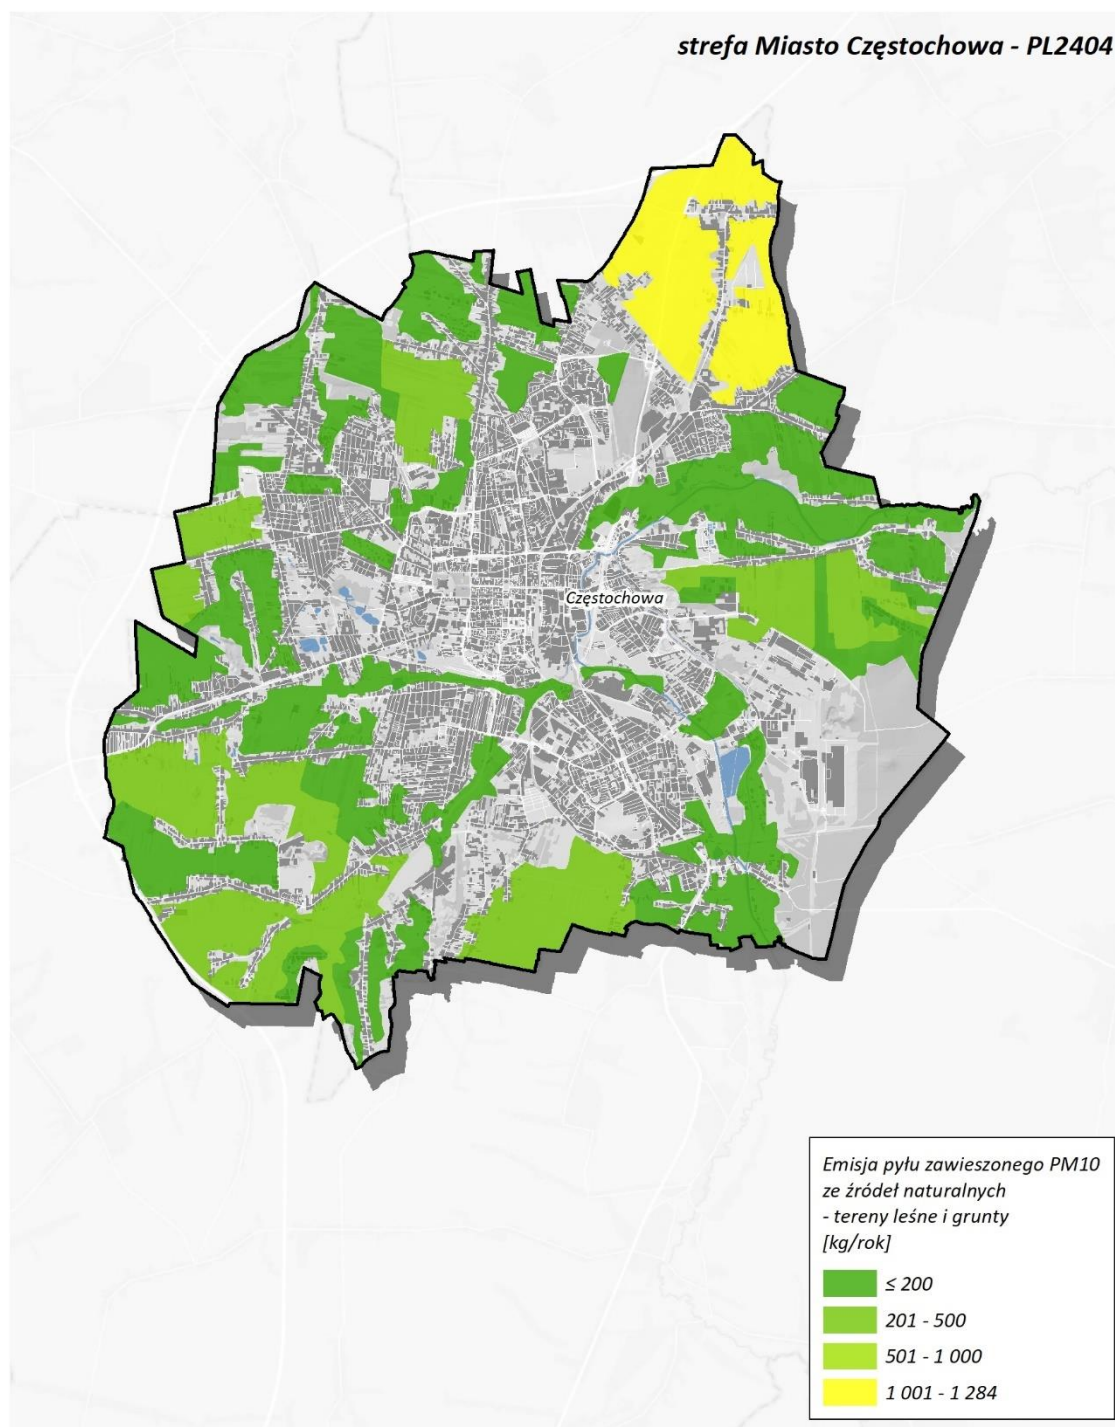 strefa Miasto Częstochowa - PL2404
Częstochowa
Emisja pyłu zawieszonego PM10
ze źródeł naturalnych
- tereny leśne i grunty
[kg/rok]
≤ 200
201 - 500
501 - 1 000
1 001 - 1 284